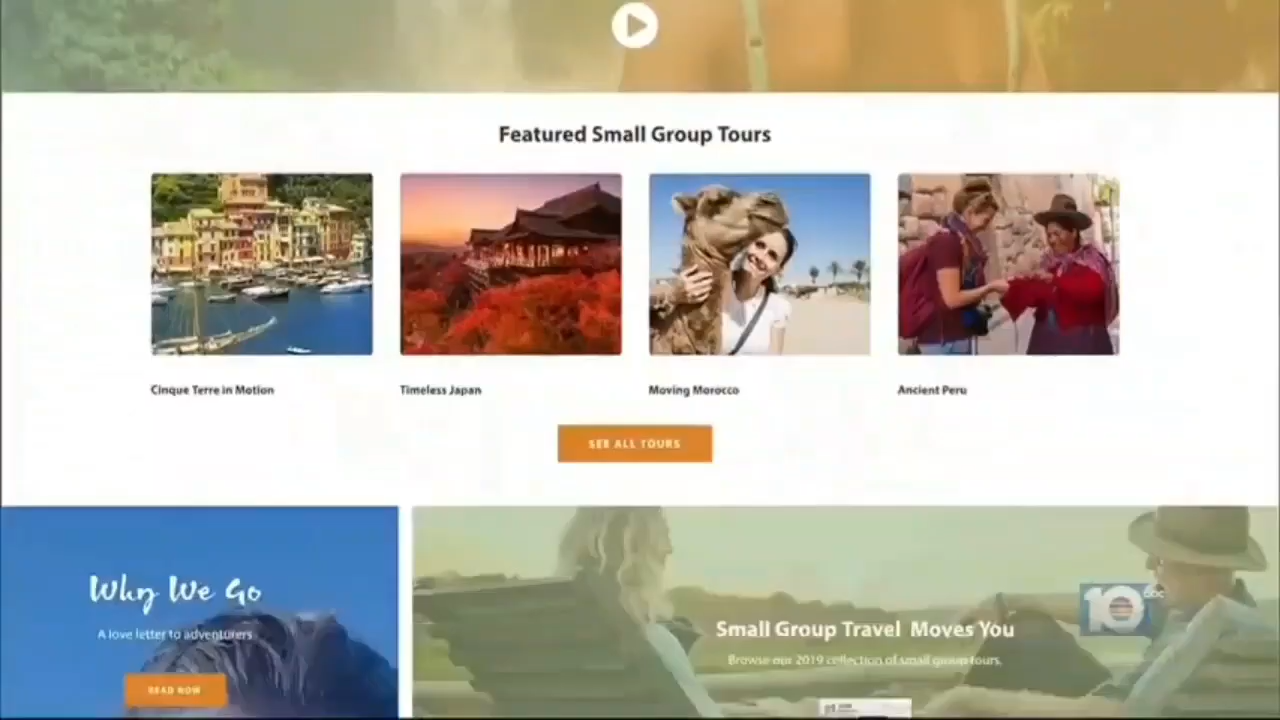 Featured Small Group Tours
Cinque Terre in Motion
Timeless Japan
Moving Morocco
Ancient Peru
SEE ALL TOURS
Why We Go
A love letter to adventurers
READ NOW
Small Group Travel Moves You
Browse our 2019 collection of small group tours.
10
abc